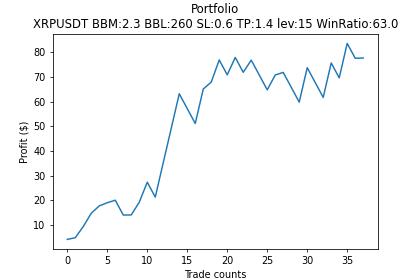 Portfolio
XRPUSDT BBM:2.3 BBL:260 SL:0.6 TP:1.4 lev:15 WinRatio:63.0
Profit ($)
80
70
60
50
40
30
20
10
0 5 10 15 20 25 30 35
Trade counts